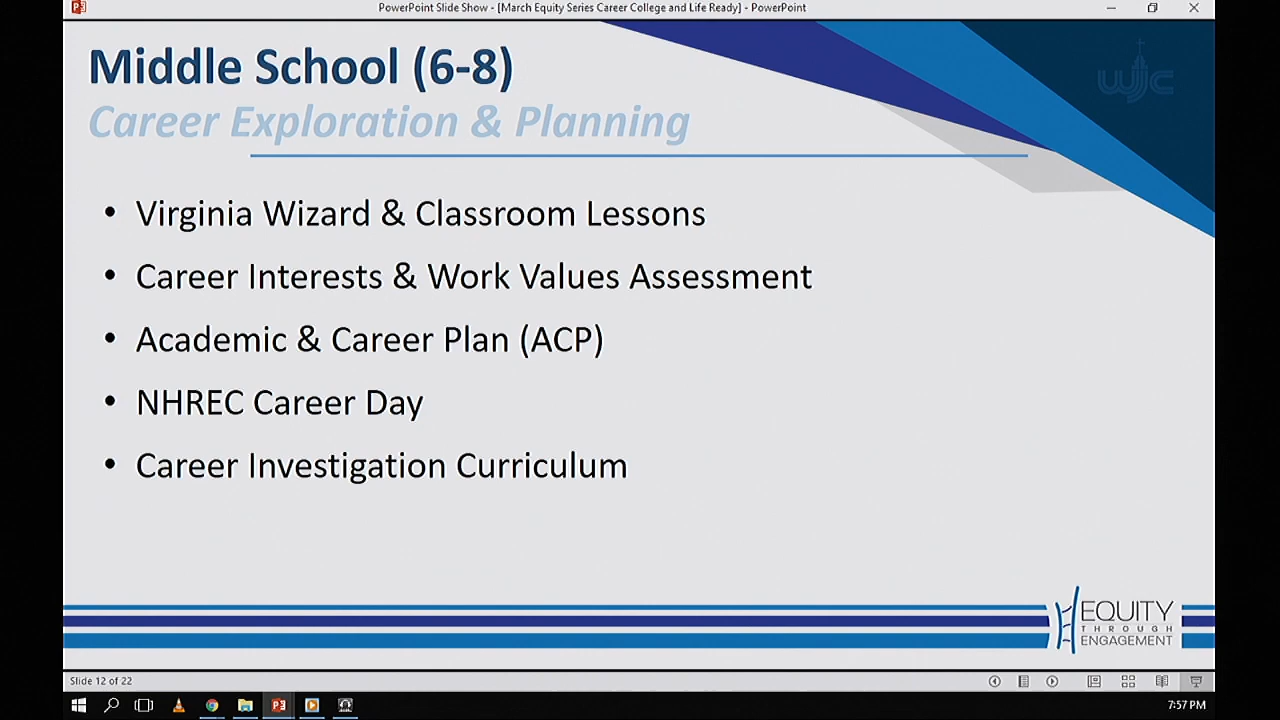 PowerPoint Slide Show - [March Equity Series Career College and Life Ready] - PowerPoint
Middle School (6-8)
Career Exploration & Planning
WJC
• Virginia Wizard & Classroom Lessons
• Career Interests & Work Values Assessment
• Academic & Career Plan (ACP)
• NHREC Career Day
• Career Investigation Curriculum
EQUITY
THROUGH
ENGAGEMENT
Slide 12 of 22
7:57 PM